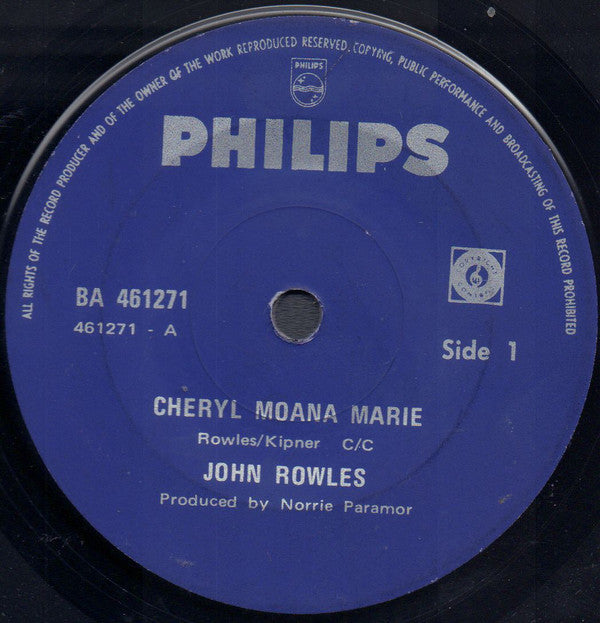 ALL RIGHTS OF THE RECORD PRODUCER AND OF THE OWNER OF THE WORK REPRODUCED RESERVED. COPYING, PUBLIC PERFORMANCE AND BROADCASTING OF THIS RECORD PROHIBITED
PHILIPS
PHILIPS
BA 461271
461271 - A
Side 1
CHERYL MOANA MARIE
Rowles/Kipner C/C
JOHN ROWLES
Produced by Norrie Paramor